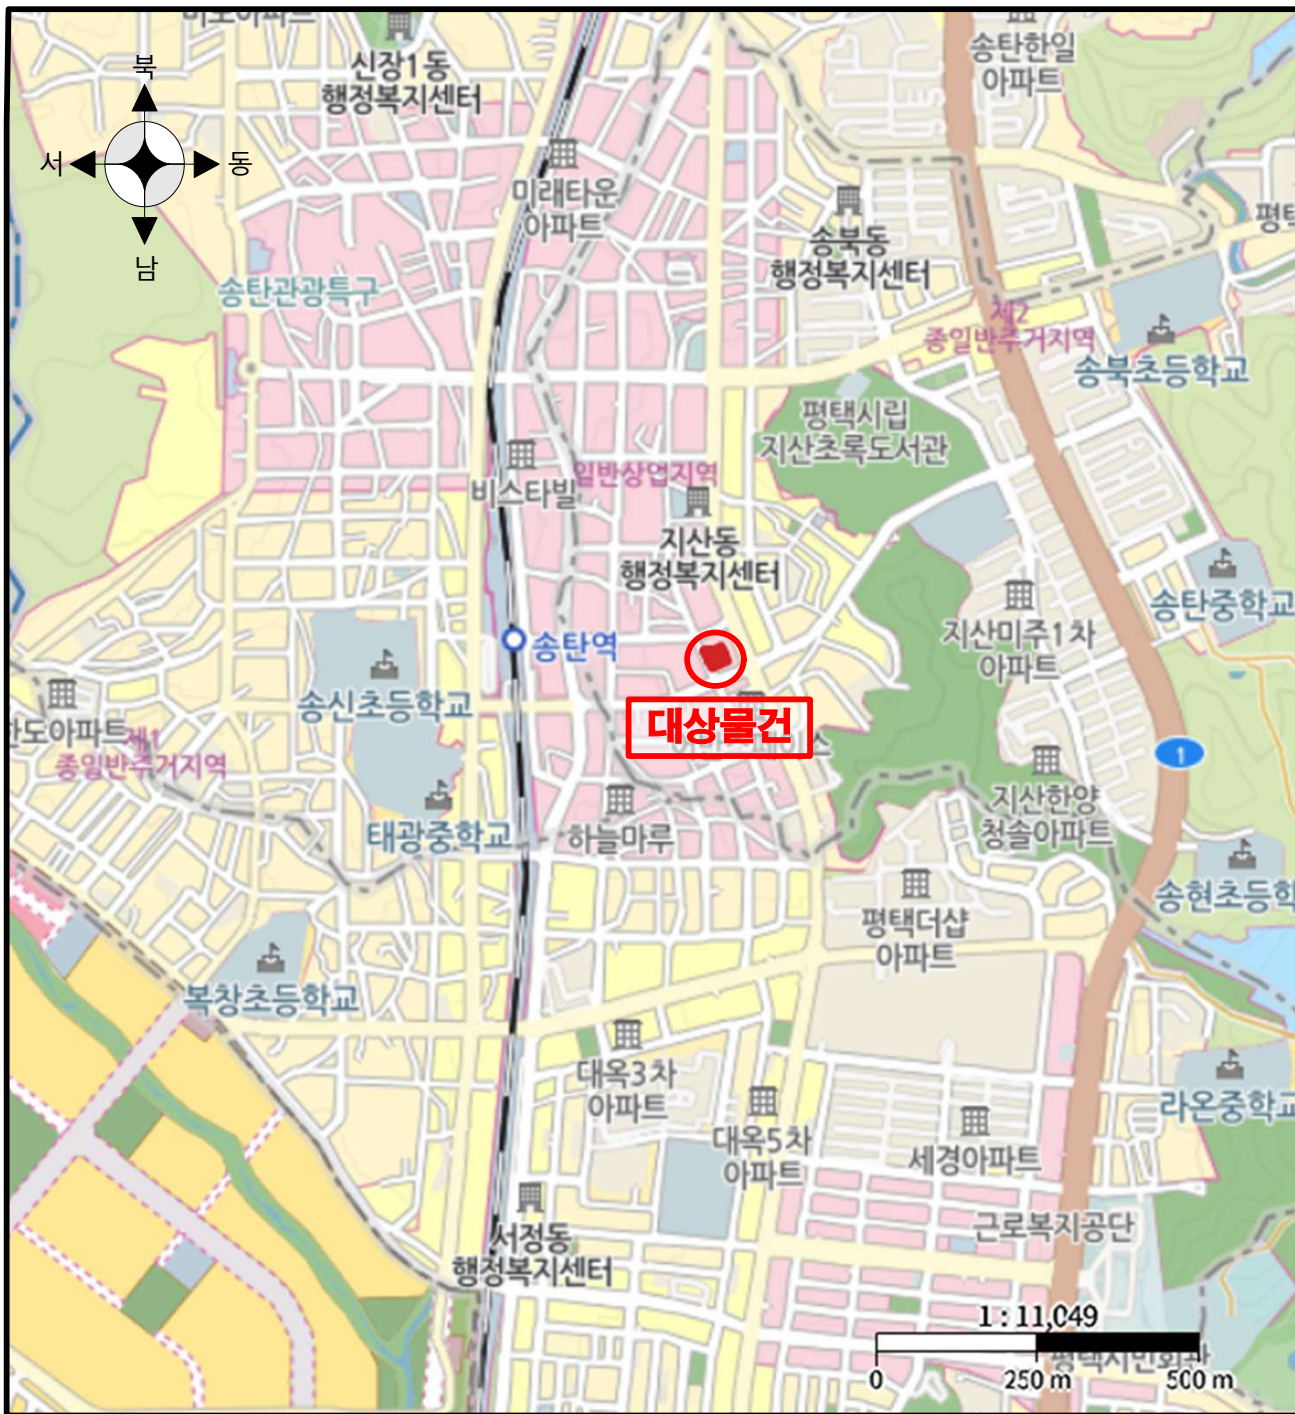 신장1동
행정복지센터
송탄한일
아파트
북
서
동
남
미래타운
아파트
송북동
행정복지센터
송탄관광특구
제2
종일반주거지역
송북초등학교
평택시립
지산초록도서관
비스타빌
일반상업지역
지산동
행정복지센터
송탄중학교
지산미주1차
아파트
송탄역
송신초등학교
대상물건
제1
종일반주거지역
1
지산한양
청솔아파트
태광중학교
하늘마루
평택더샵
아파트
복창초등학교
대옥3차
아파트
대옥5차
아파트
세경아파트
서정동
행정복지센터
근로복지공단
1 : 11,049
0
250 m
500 m